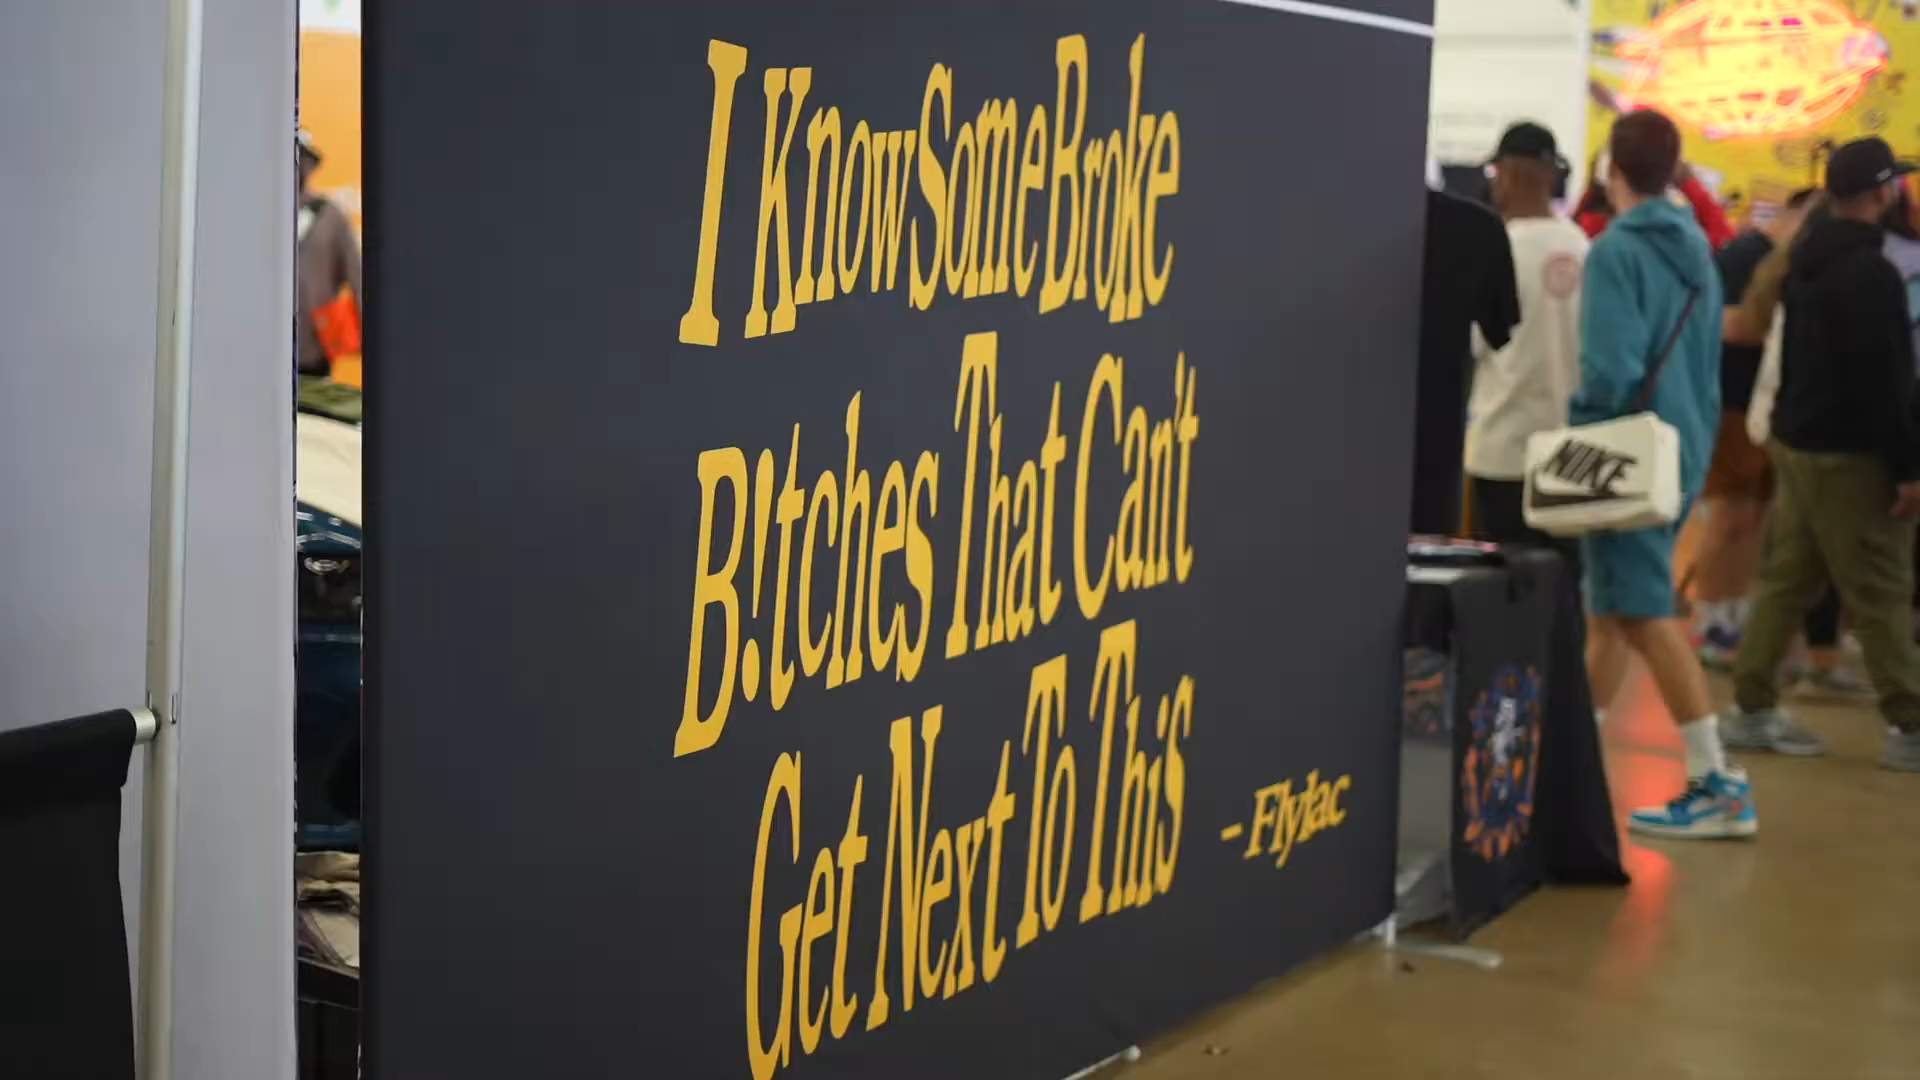 I Know Some Broke
B!tches That Can't
Get Next To This
- Flylac
NIKE